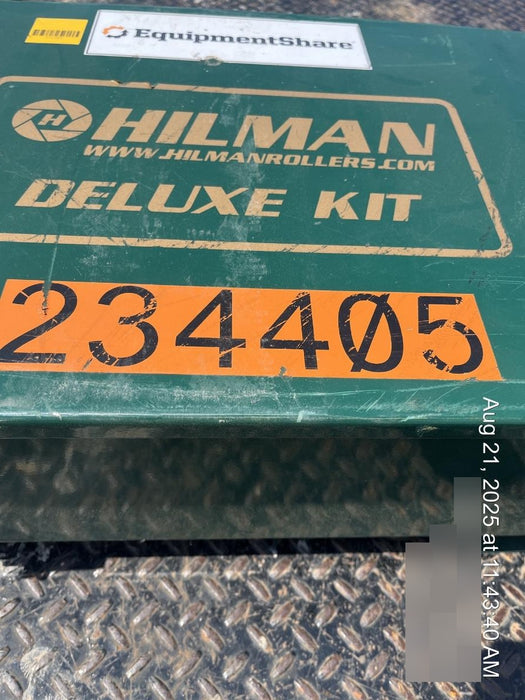 EquipmentShare
H HILMAN
WWW.HILMANROLLERS.COM
DELUXE KIT
234405
Aug 21, 2025 at 11:43:40 AM